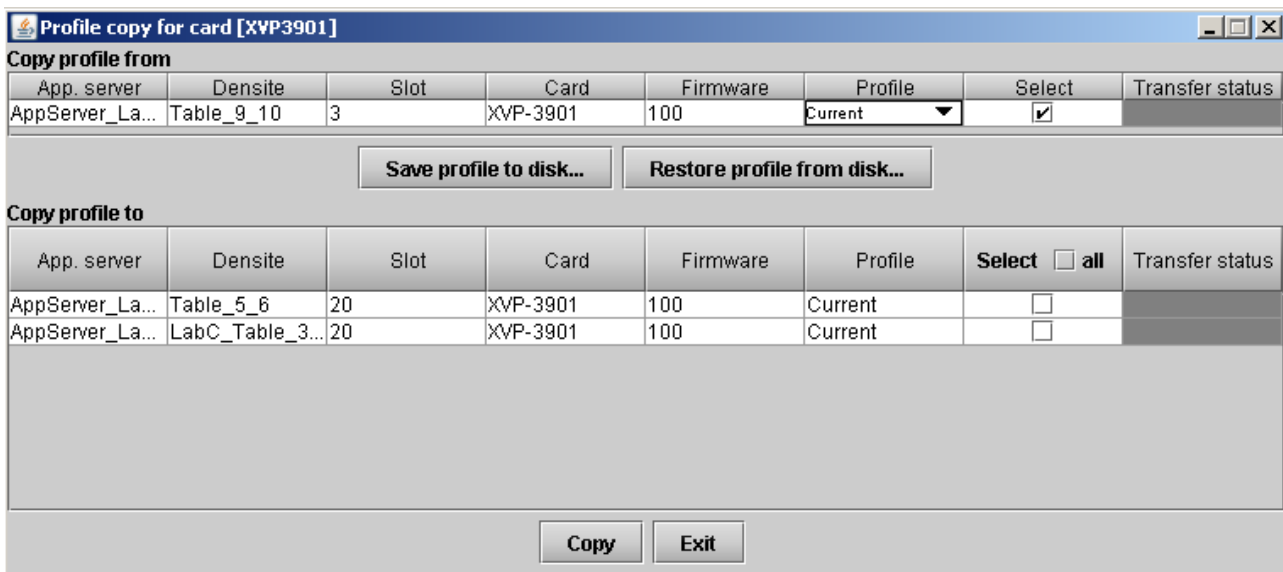 Profile copy for card [XVP3901]
Copy profile from
App. server Densite Slot Card Firmware Profile Select Transfer status
AppServer_La... Table_9_10 3 XVP-3901 100 Current
Save profile to disk... Restore profile from disk...
Copy profile to
App. server Densite Slot Card Firmware Profile Select all Transfer status
AppServer_La... Table_5_6 20 XVP-3901 100 Current
AppServer_La... LabC_Table_3... 20 XVP-3901 100 Current
Copy Exit